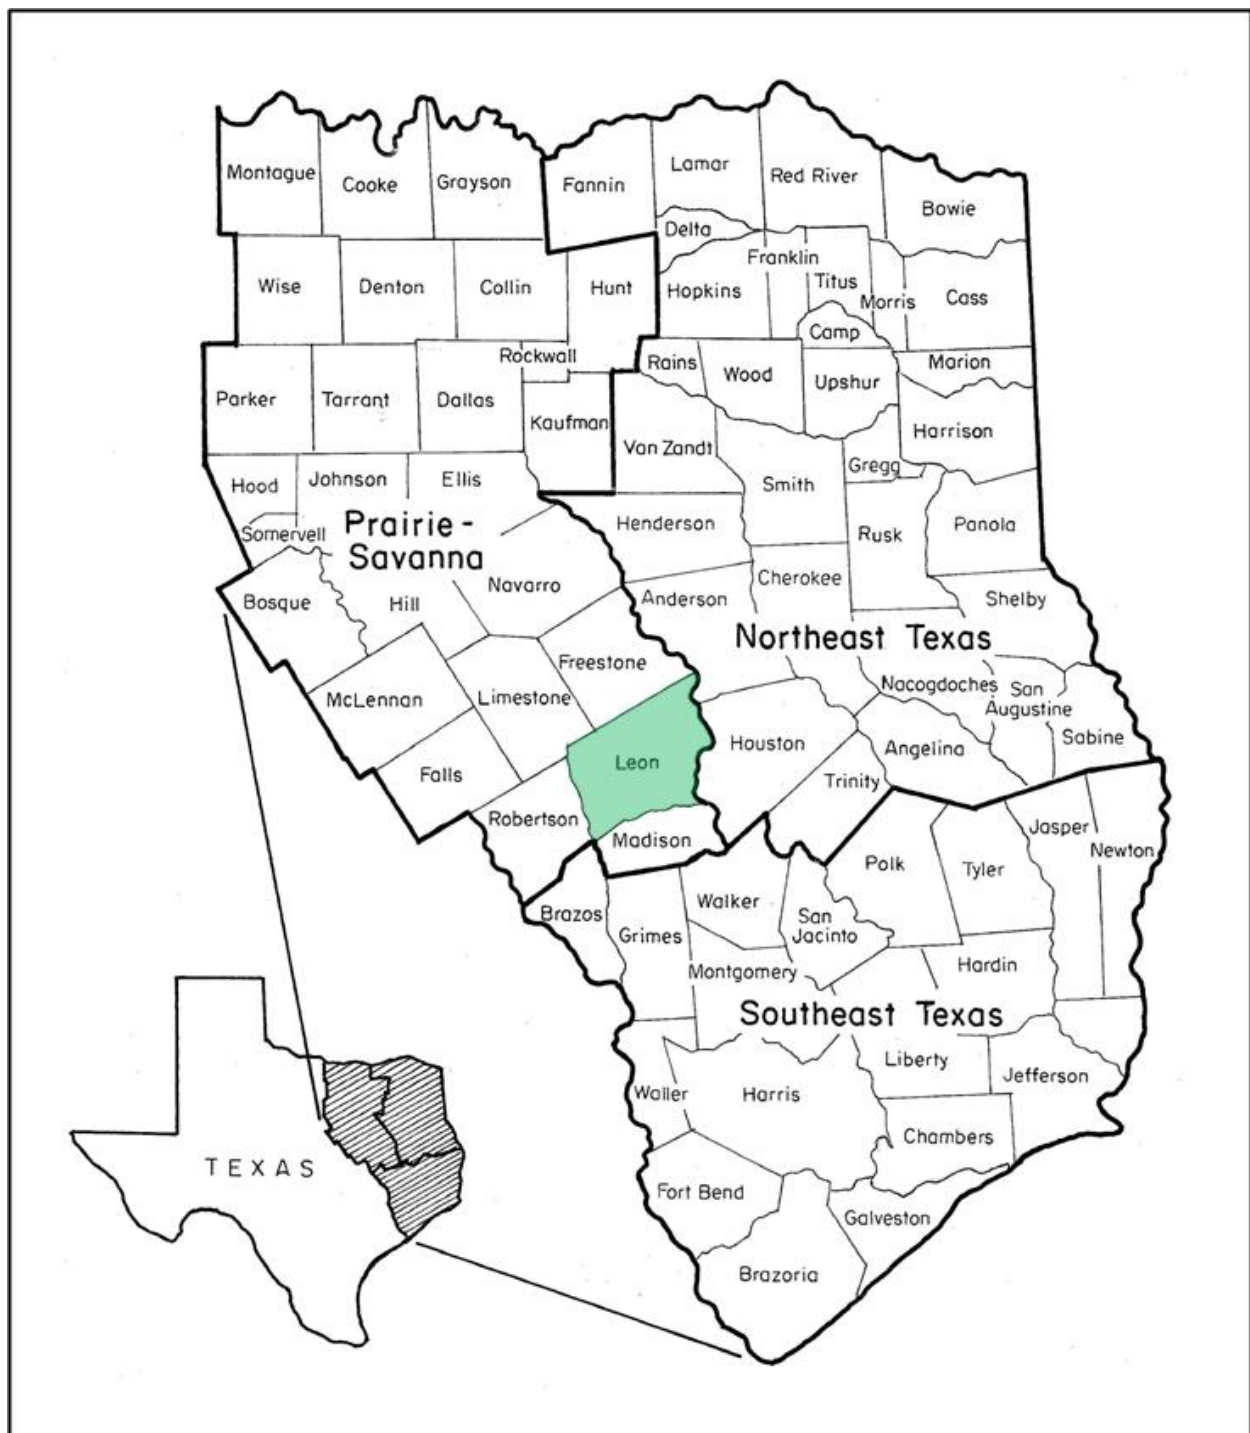 Montague
Cooke
Grayson
Fannin
Lamar
Red River
Bowie
Delta
Franklin
Titus
Wise
Denton
Collin
Hunt
Hopkins
Morris
Cass
Camp
Rockwall
Rains
Wood
Upshur
Marion
Parker
Tarrant
Dallas
Kaufman
Van Zandt
Gregg
Harrison
Hood
Johnson
Ellis
Smith
Somervell
Prairie -
Savanna
Henderson
Rusk
Panola
Bosque
Hill
Navarro
Anderson
Cherokee
Shelby
Northeast Texas
McLennan
Limestone
Freestone
Nacogdoches
San
Augustine
Sabine
Falls
Leon
Houston
Trinity
Angelina
Robertson
Madison
Polk
Tyler
Jasper
Newton
Brazos
Grimes
Walker
San
Jacinto
Montgomery
Hardin
Southeast Texas
Waller
Harris
Liberty
Jefferson
Chambers
TEXAS
Fort Bend
Galveston
Brazoria